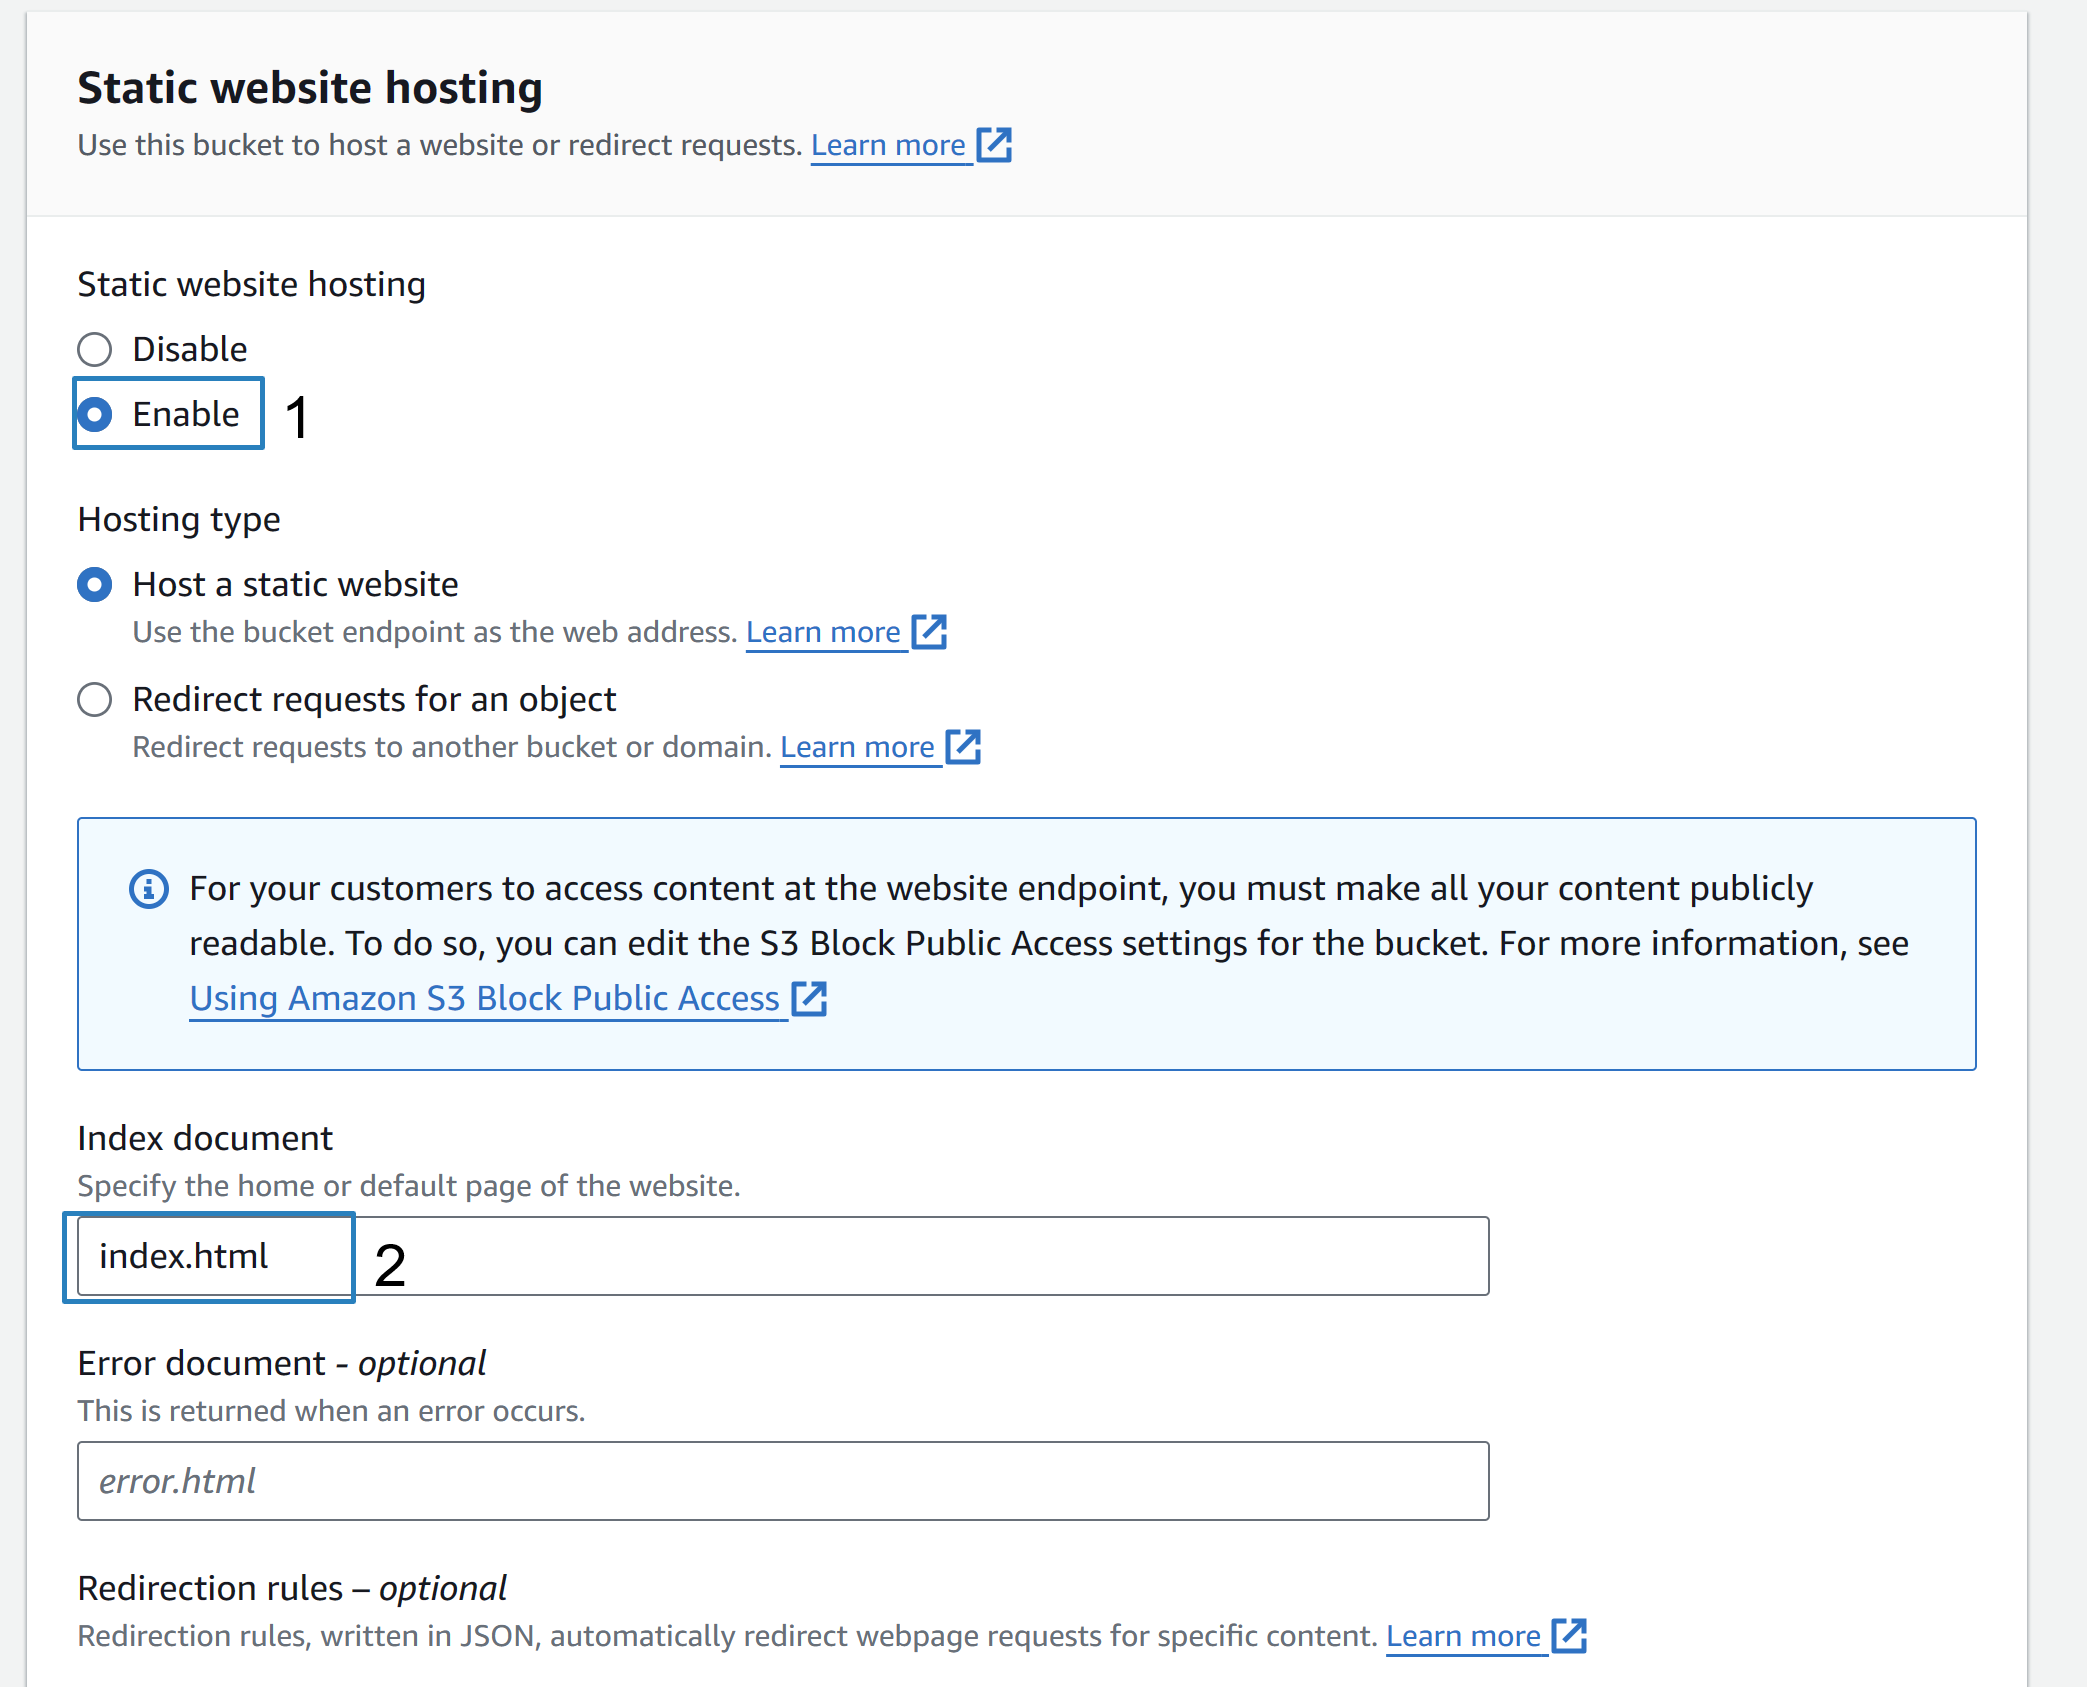 Static website hosting
Use this bucket to host a website or redirect requests. Learn more
Static website hosting
Disable
Enable 1
Hosting type
Host a static website
Use the bucket endpoint as the web address. Learn more
Redirect requests for an object
Redirect requests to another bucket or domain. Learn more
For your customers to access content at the website endpoint, you must make all your content publicly
readable. To do so, you can edit the S3 Block Public Access settings for the bucket. For more information, see
Using Amazon S3 Block Public Access
Index document
Specify the home or default page of the website.
index.html 2
Error document - optional
This is returned when an error occurs.
error.html
Redirection rules – optional
Redirection rules, written in JSON, automatically redirect webpage requests for specific content. Learn more